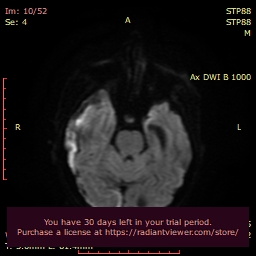 Im: 10/52
Se: 4
A
STP88
STP88
M
Ax DWI B 1000
R
L
You have 30 days left in your trial period.
Purchase a license at https://radiantviewer.com/store/